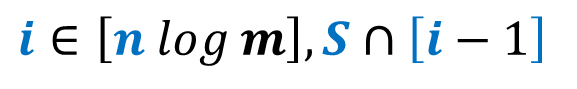 i ∈ [n log m], S ∩ [i − 1]